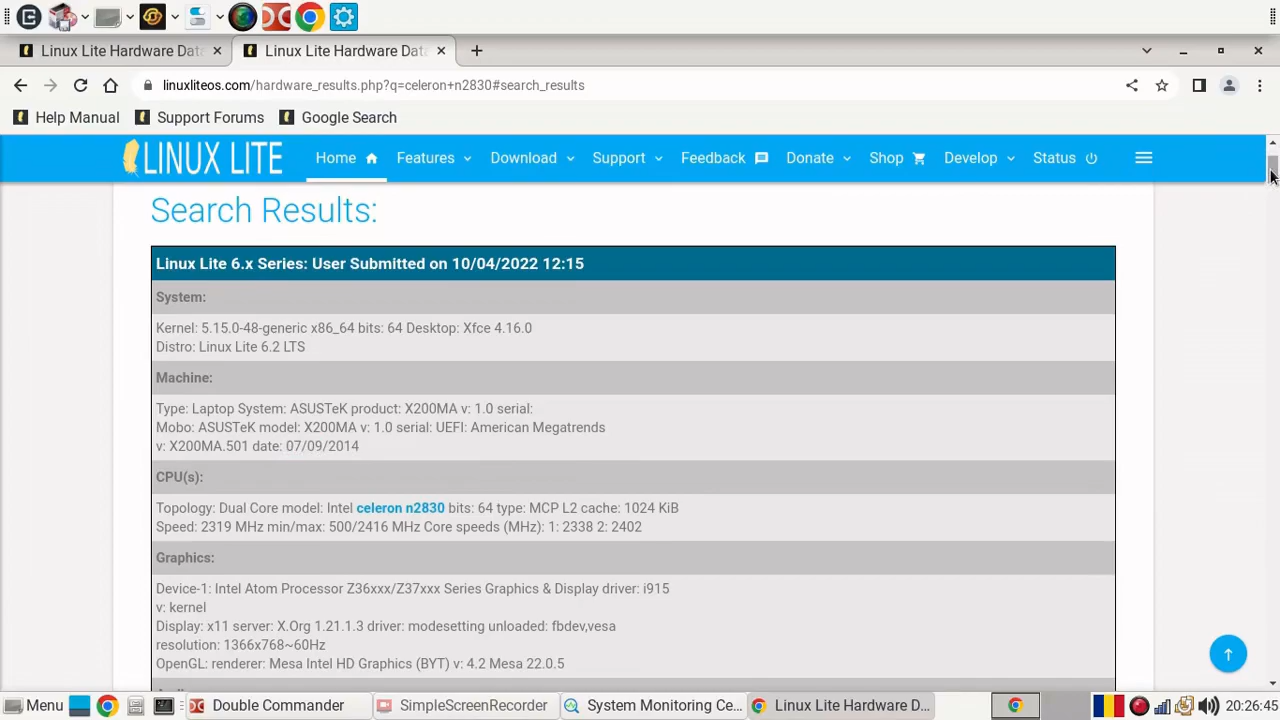 Linux Lite Hardware Dat
Linux Lite Hardware Dat
linuxliteos.com/hardware_results.php?q=celeron+n2830#search_results
Help Manual
Support Forums
Google Search
LINUX LITE
Home
Features
Download
Support
Feedback
Donate
Shop
Develop
Status
Search Results:
Linux Lite 6.x Series: User Submitted on 10/04/2022 12:15
System:
Kernel: 5.15.0-48-generic x86_64 bits: 64 Desktop: Xfce 4.16.0
Distro: Linux Lite 6.2 LTS
Machine:
Type: Laptop System: ASUSTeK product: X200MA v: 1.0 serial:
Mobo: ASUSTeK model: X200MA v: 1.0 serial: UEFI: American Megatrends
v: X200MA.501 date: 07/09/2014
CPU(s):
Topology: Dual Core model: Intel celeron n2830 bits: 64 type: MCP L2 cache: 1024 KiB
Speed: 2319 MHz min/max: 500/2416 MHz Core speeds (MHz): 1: 2338 2: 2402
Graphics:
Device-1: Intel Atom Processor Z36xxx/Z37xxx Series Graphics & Display driver: i915
v: kernel
Display: x11 server: X.Org 1.21.1.3 driver: modesetting unloaded: fbdev,vesa
resolution: 1366x768~60Hz
OpenGL: renderer: Mesa Intel HD Graphics (BYT) v: 4.2 Mesa 22.0.5
Menu
Double Commander
SimpleScreenRecorder
System Monitoring Ce...
Linux Lite Hardware D...
20:26:45